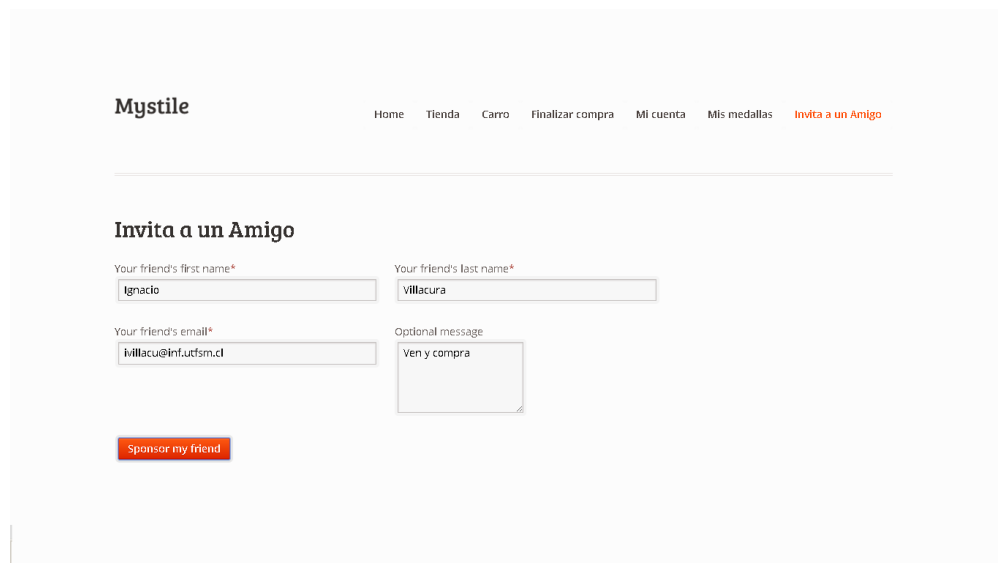 Mystile
Home Tienda Carro Finalizar compra Mi cuenta Mis medallas Invita a un Amigo
Invita a un Amigo
Your friend's first name* Your friend's last name*
Ignacio Villacura
Your friend's email* Optional message
ivillacu@inf.utfsm.cl Ven y compra
Sponsor my friend